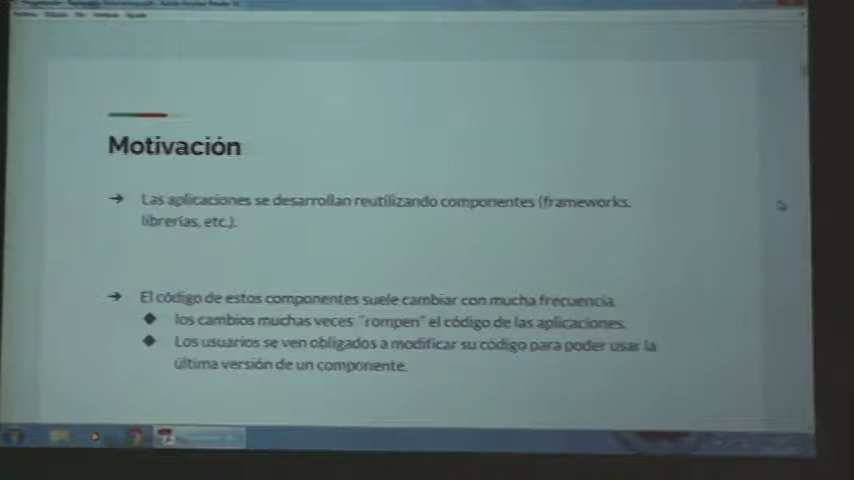 Motivación
→ Las aplicaciones se desarrollan reutilizando componentes (frameworks,
librerías, etc.).
→ El código de estos componentes suele cambiar con mucha frecuencia.
◆ los cambios muchas veces "rompen" el código de las aplicaciones.
◆ Los usuarios se ven obligados a modificar su código para poder usar la
última versión de un componente.